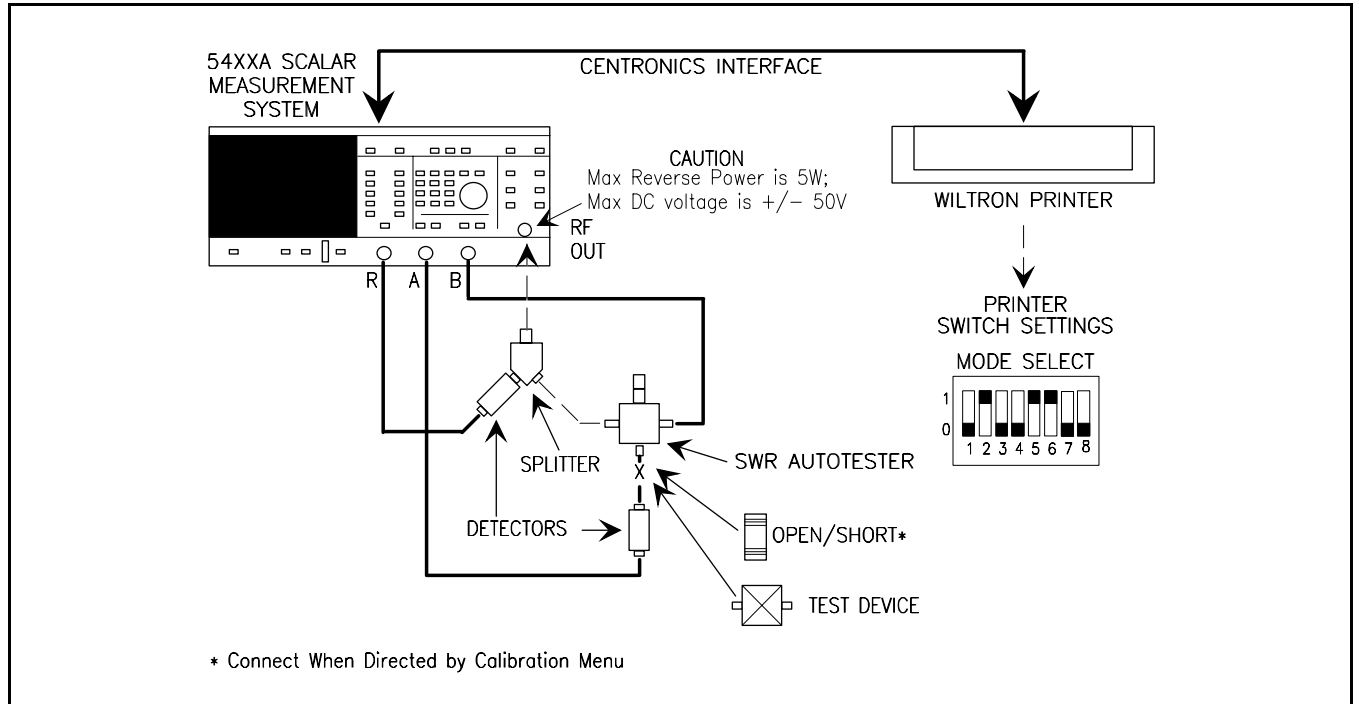 54XXA SCALAR
MEASUREMENT
SYSTEM
CENTRONICS INTERFACE
CAUTION
Max Reverse Power is 5W;
Max DC voltage is +/- 50V
RF
OUT
R A B
WILTRON PRINTER
PRINTER
SWITCH SETTINGS
MODE SELECT
1
0
1 2 3 4 5 6 7 8
SPLITTER
SWR AUTOTESTER
X
DETECTORS
OPEN/SHORT*
TEST DEVICE
* Connect When Directed by Calibration Menu